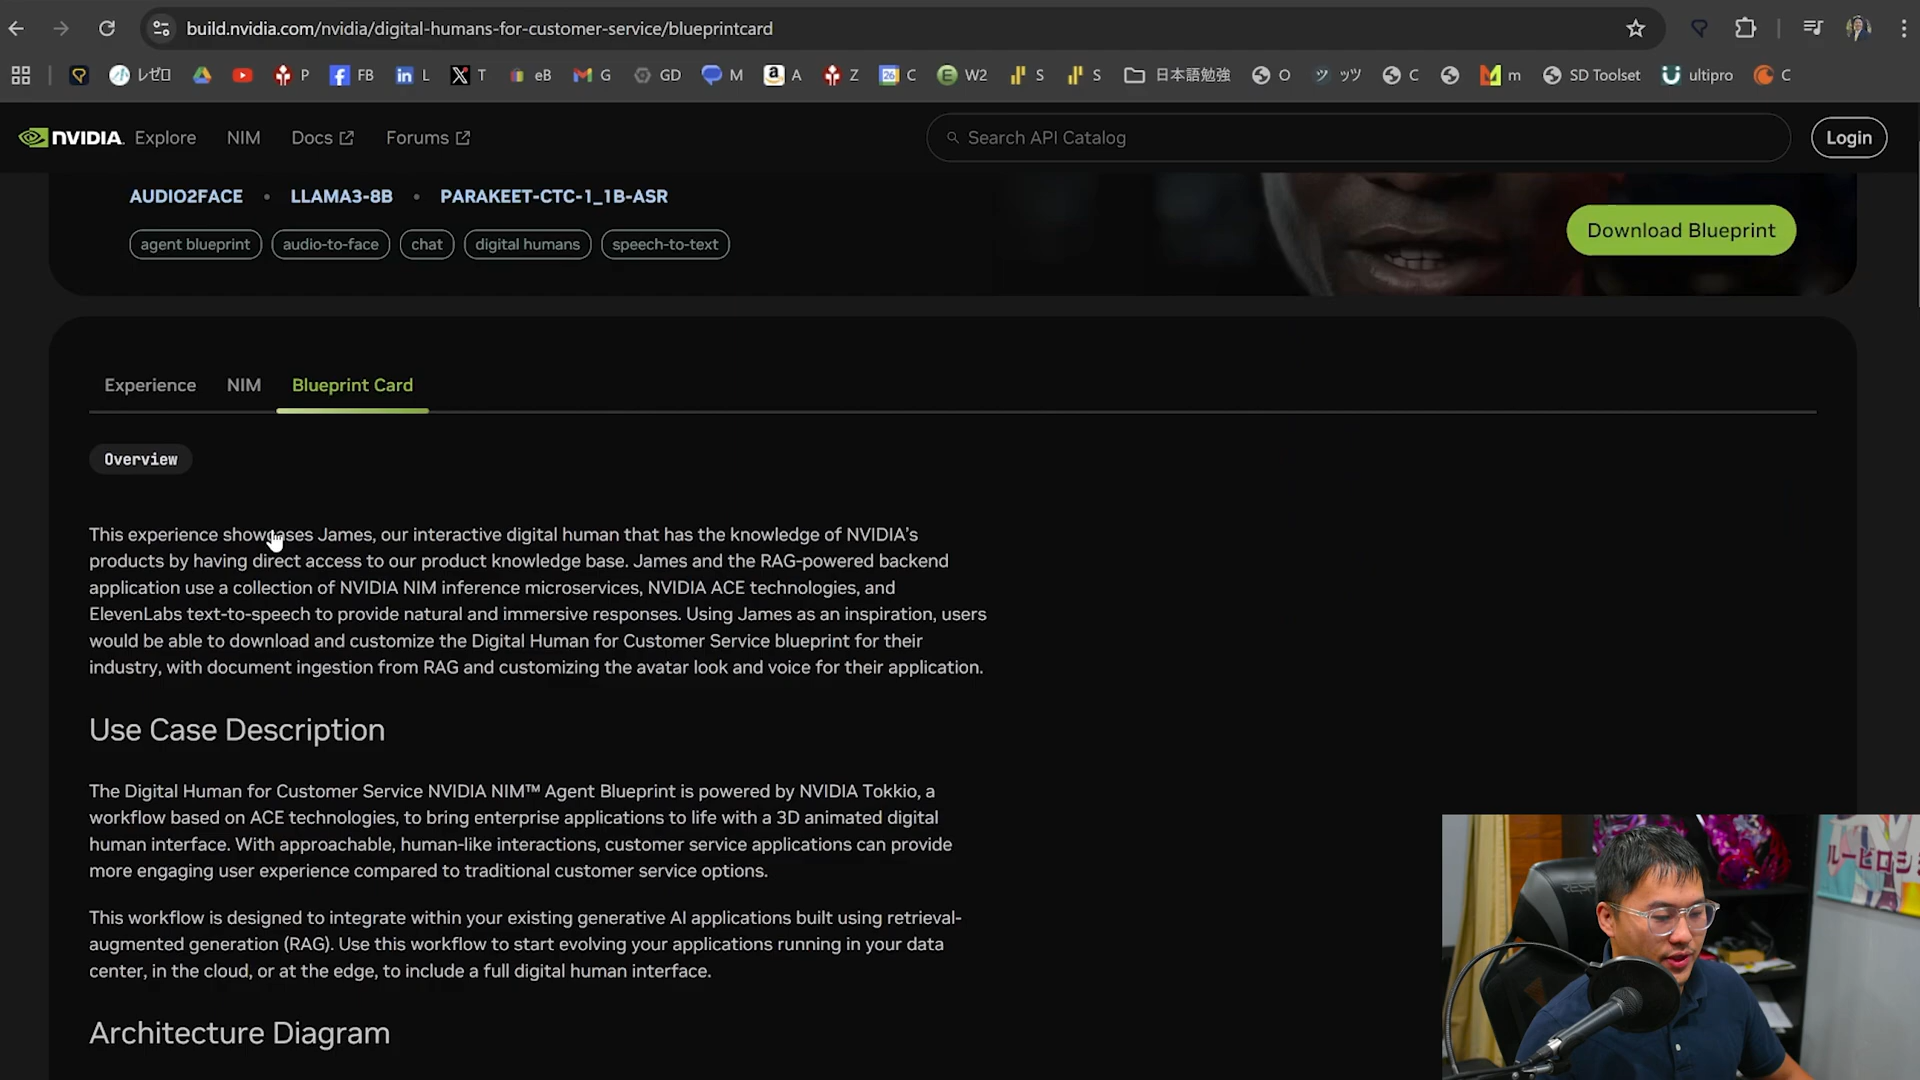 build.nvidia.com/nvidia/digital-humans-for-customer-service/blueprintcard
レゼロ P FB L T eB G GD M A Z 26 C W2 S S 日本語勉強 O ッツ C m SD Toolset ultipro C
NVIDIA. Explore NIM Docs Forums Search API Catalog Login
AUDIO2FACE • LLAMA3-8B • PARAKEET-CTC-1_1B-ASR
Download Blueprint
agent blueprint audio-to-face chat digital humans speech-to-text
Experience NIM Blueprint Card
Overview
This experience showcases James, our interactive digital human that has the knowledge of NVIDIA's
products by having direct access to our product knowledge base. James and the RAG-powered backend
application use a collection of NVIDIA NIM inference microservices, NVIDIA ACE technologies, and
ElevenLabs text-to-speech to provide natural and immersive responses. Using James as an inspiration, users
would be able to download and customize the Digital Human for Customer Service blueprint for their
industry, with document ingestion from RAG and customizing the avatar look and voice for their application.
Use Case Description
The Digital Human for Customer Service NVIDIA NIM™ Agent Blueprint is powered by NVIDIA Tokkio, a
workflow based on ACE technologies, to bring enterprise applications to life with a 3D animated digital
human interface. With approachable, human-like interactions, customer service applications can provide
more engaging user experience compared to traditional customer service options.
This workflow is designed to integrate within your existing generative AI applications built using retrieval-
augmented generation (RAG). Use this workflow to start evolving your applications running in your data
center, in the cloud, or at the edge, to include a full digital human interface.
Architecture Diagram